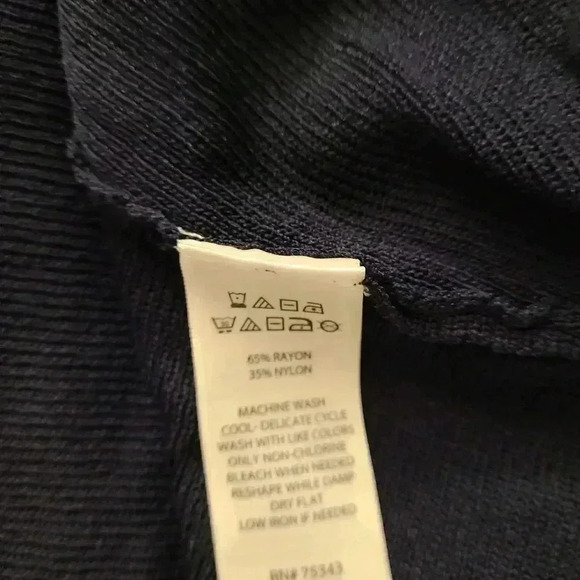 65% RAYON
35% NYLON
MACHINE WASH
COOL- DELICATE CYCLE
WASH WITH LIKE COLORS
ONLY NON-CHLORINE
BLEACH WHEN NEEDED
RESHAPE WHILE DAMP
DRY FLAT
LOW IRON IF NEEDED
RN# 75343